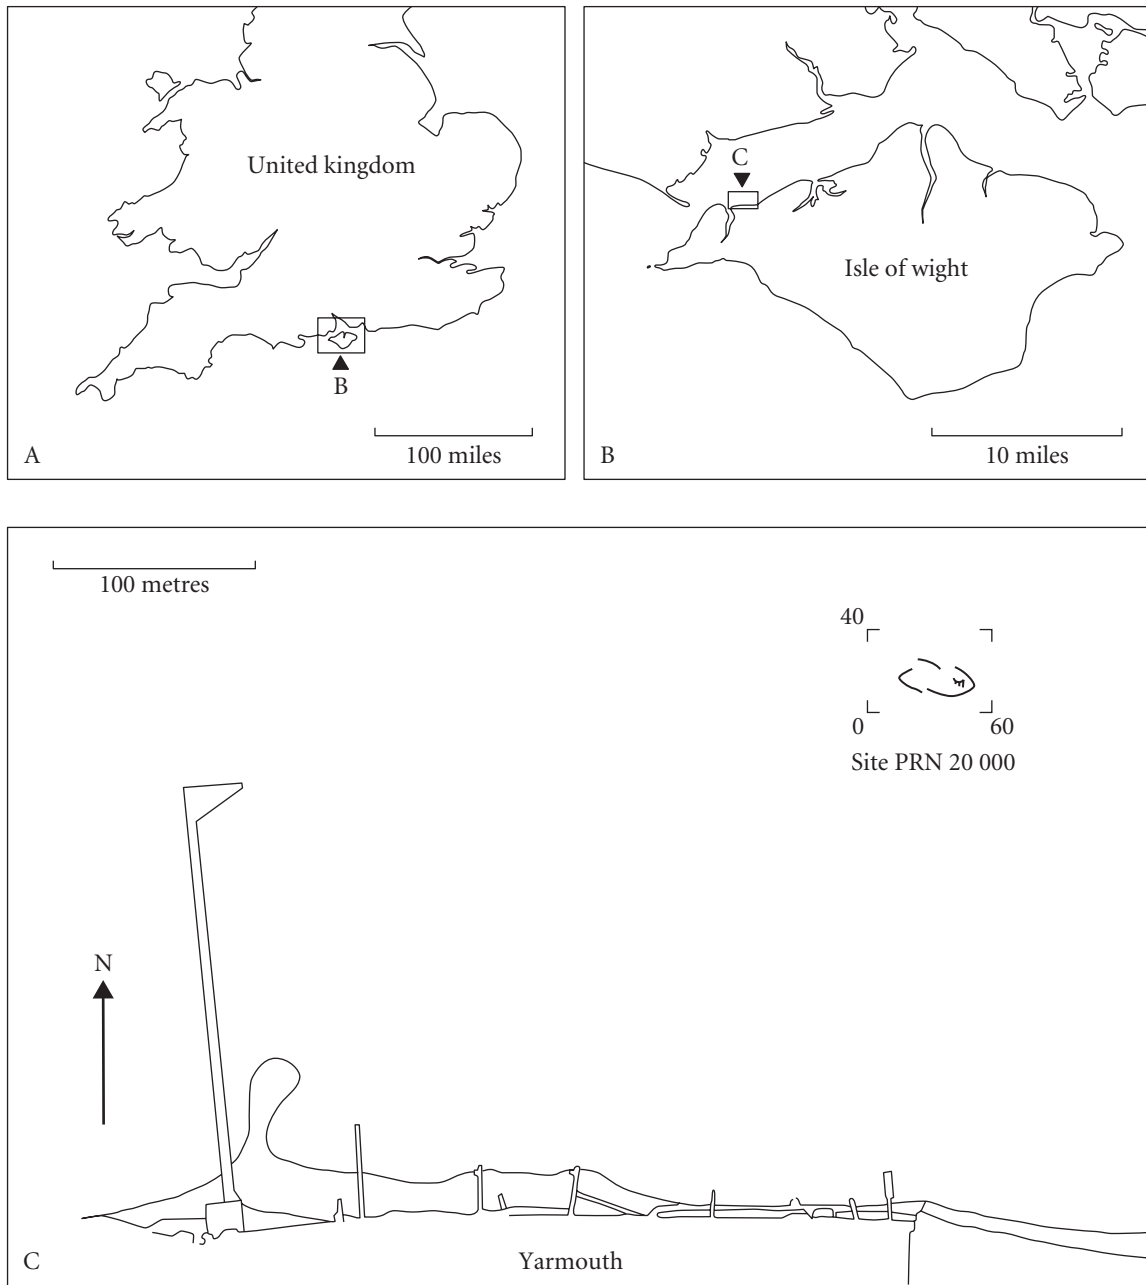 United kingdom
B
100 miles
A
C
Isle of wight
10 miles
B
100 metres
40
0
60
Site PRN 20 000
N
C
Yarmouth